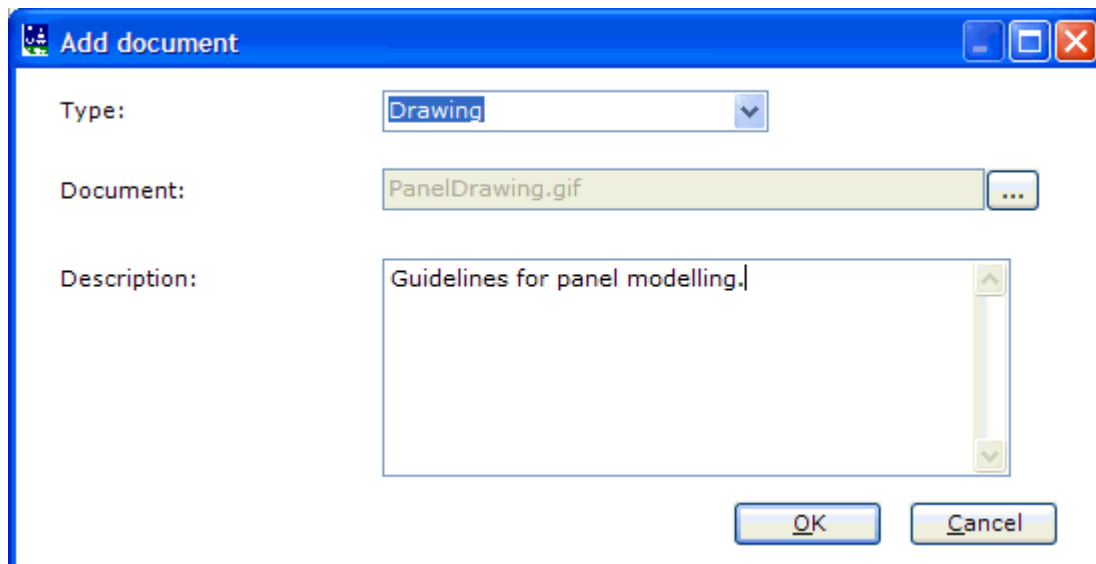 Add document
Type: Drawing
Document: PanelDrawing.gif ...
Description: Guidelines for panel modelling.
OK Cancel